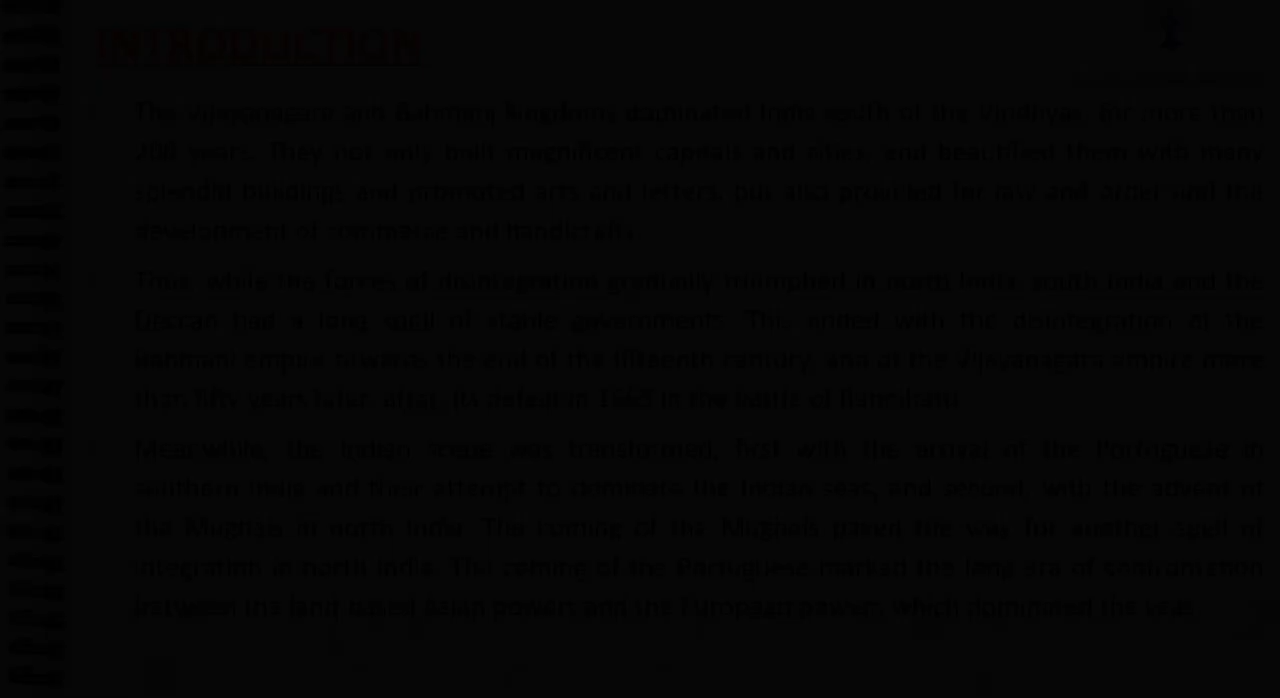 INTRODUCTION
The Vijayanagara and Bahmani kingdoms dominated India south of the Vindhyas for more than
200 years. They not only built magnificent capitals and cities, and beautified them with many
splendid buildings and promoted arts and letters, but also provided for law and order and the
development of commerce and handicrafts.
Thus, while the forces of disintegration gradually triumphed in north India, south India and the
Deccan had a long spell of stable governments. This ended with the disintegration of the
Bahmani empire towards the end of the fifteenth century, and of the Vijayanagara empire more
than fifty years later, after its defeat in 1565 in the battle of Bannihatti.
Meanwhile, the Indian scene was transformed, first with the arrival of the Portuguese in
southern India and their attempt to dominate the Indian seas, and second, with the advent of
the Mughals in north India. The coming of the Mughals paved the way for another spell of
integration in north India. The coming of the Portuguese marked the long era of confrontation
between the land-based Asian powers and the European powers which dominated the seas.